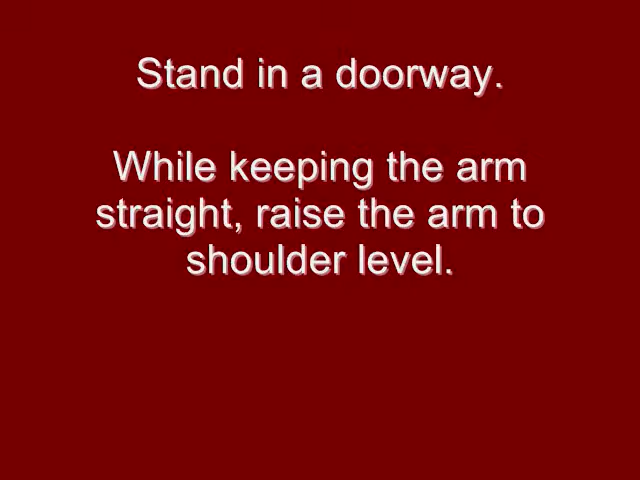 Stand in a doorway.
While keeping the arm
straight, raise the arm to
shoulder level.